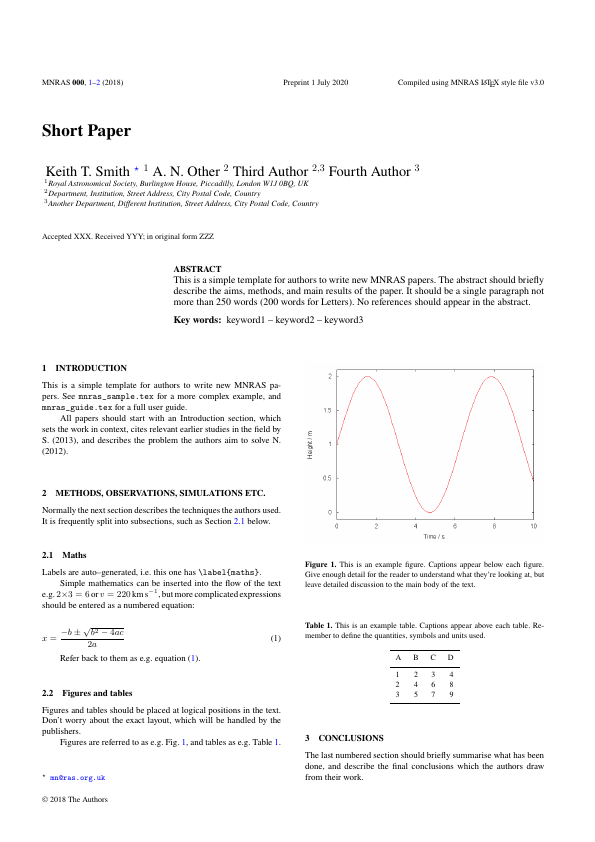 MNRAS 000, 1–2 (2018) Preprint 1 July 2020 Compiled using MNRAS LATEX style file v3.0
Short Paper
Keith T. Smith ⋆ 1 A. N. Other 2 Third Author 2,3 Fourth Author 3
1Royal Astronomical Society, Burlington House, Piccadilly, London W1J 0BQ, UK
2Department, Institution, Street Address, City Postal Code, Country
3Another Department, Different Institution, Street Address, City Postal Code, Country
Accepted XXX. Received YYY; in original form ZZZ
ABSTRACT
This is a simple template for authors to write new MNRAS papers. The abstract should briefly
describe the aims, methods, and main results of the paper. It should be a single paragraph not
more than 250 words (200 words for Letters). No references should appear in the abstract.
Key words: keyword1 – keyword2 – keyword3
1 INTRODUCTION
This is a simple template for authors to write new MNRAS pa-
pers. See mnras_sample.tex for a more complex example, and
mnras_guide.tex for a full user guide.
All papers should start with an Introduction section, which
sets the work in context, cites relevant earlier studies in the field by
S. (2013), and describes the problem the authors aim to solve N.
(2012).
2 METHODS, OBSERVATIONS, SIMULATIONS ETC.
Normally the next section describes the techniques the authors used.
It is frequently split into subsections, such as Section 2.1 below.
2.1 Maths
Labels are auto–generated, i.e. this one has \label{maths}.
Simple mathematics can be inserted into the flow of the text
e.g. 2×3 = 6 or v = 220 km s−1, but more complicated expressions
should be entered as a numbered equation:
x = (−b ± √(b2 − 4ac)) / 2a (1)
Refer back to them as e.g. equation (1).
2.2 Figures and tables
Figures and tables should be placed at logical positions in the text.
Don't worry about the exact layout, which will be handled by the
publishers.
Figures are referred to as e.g. Fig. 1, and tables as e.g. Table 1.
⋆ mn@ras.org.uk
© 2018 The Authors
2
1.5
1
0.5
0
Height / m
0 2 4 6 8 10
Time / s
Figure 1. This is an example figure. Captions appear below each figure.
Give enough detail for the reader to understand what they're looking at, but
leave detailed discussion to the main body of the text.
Table 1. This is an example table. Captions appear above each table. Re-
member to define the quantities, symbols and units used.
A B C D
1 2 3 4
2 4 6 8
3 5 7 9
3 CONCLUSIONS
The last numbered section should briefly summarise what has been
done, and describe the final conclusions which the authors draw
from their work.